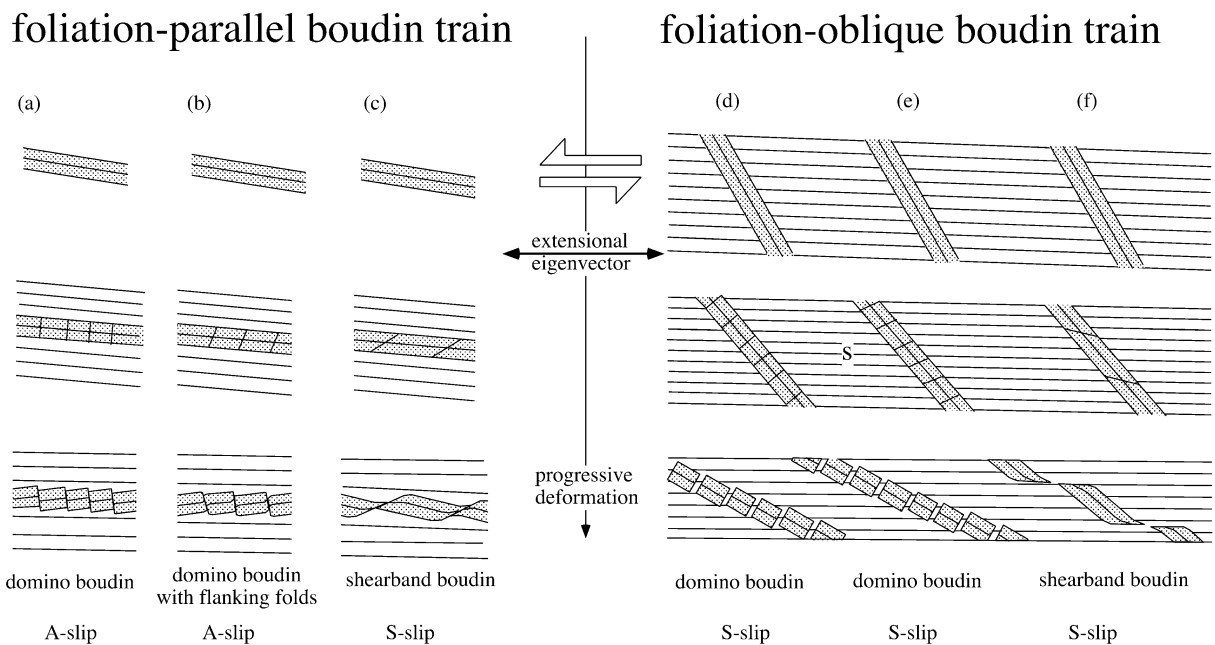 foliation-parallel boudin train
foliation-oblique boudin train
(a)
(b)
(c)
(d)
(e)
(f)
extensional
eigenvector
S
progressive
deformation
domino boudin
domino boudin
with flanking folds
shearband boudin
domino boudin
domino boudin
shearband boudin
A-slip
A-slip
S-slip
S-slip
S-slip
S-slip